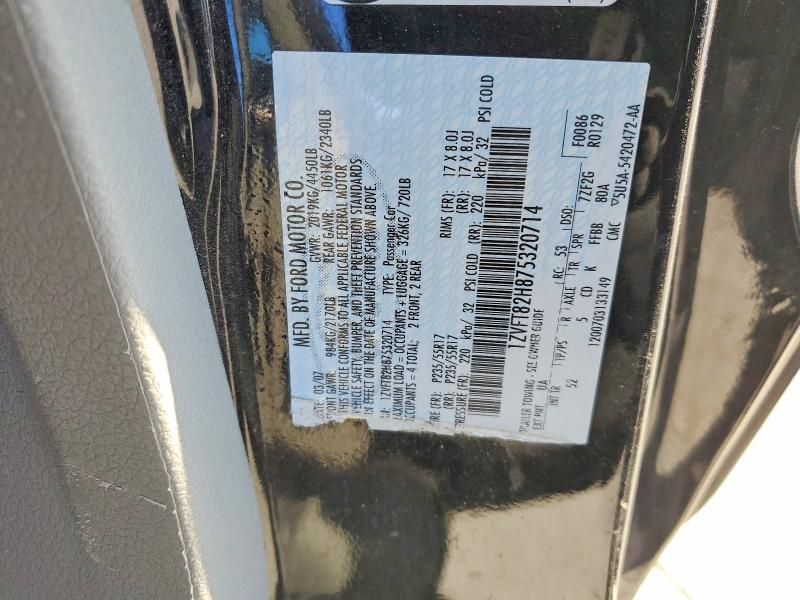 MFD. BY FORD MOTOR CO.
DATE: 03/07 GVWR: 2019KG/4450LB
FRONT GAWR: 984KG/2170LB REAR GAWR: 1061KG/2340LB
THIS VEHICLE CONFORMS TO ALL APPLICABLE FEDERAL MOTOR
VEHICLE SAFETY, BUMPER, AND THEFT PREVENTION STANDARDS
IN EFFECT ON THE DATE OF MANUFACTURE SHOWN ABOVE.
1ZVFT82H875320714 TYPE: Passenger Car
MAXIMUM LOAD = OCCUPANTS + LUGGAGE = 326KG/720LB
OCCUPANTS = 4 TOTAL; 2 FRONT, 2 REAR
(FR): P235/55R17 RIMS (FR): 17 X 8.0J
(RR): P235/55R17 (RR): 17 X 8.0J
PRESSURE (FR): 220 kPa/ 32 PSI COLD (RR): 220 kPa/ 32 PSI COLD
1ZVFT82H875320714
TRAILER TOWING - SEE OWNER GUIDE
EXT PNT: UA RC: 53 DSO: F0086
INT TR TP/PS R AXLE TR SPR 7ZF2G R0129
52 5 CD K FFBB 80A
1200703133149 CMC 5U5A-5420472-AA